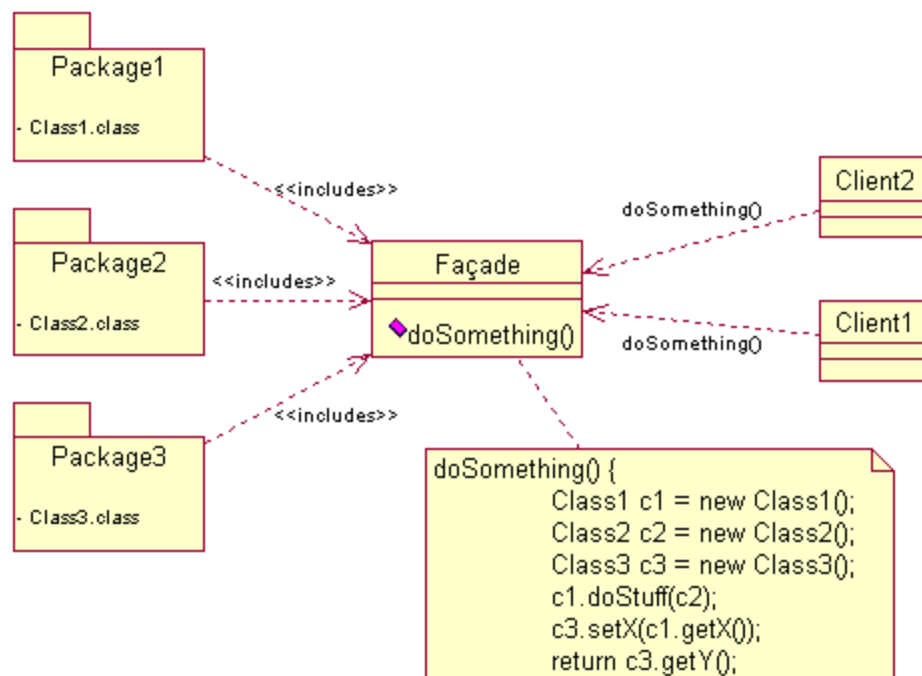 Package1
- Class1.class
<<includes>>
Package2
- Class2.class
<<includes>>
Package3
- Class3.class
<<includes>>
Façade
doSomething()
doSomething()
Client2
doSomething()
Client1
doSomething() {
Class1 c1 = new Class1();
Class2 c2 = new Class2();
Class3 c3 = new Class3();
c1.doStuff(c2);
c3.setX(c1.getX());
return c3.getY();